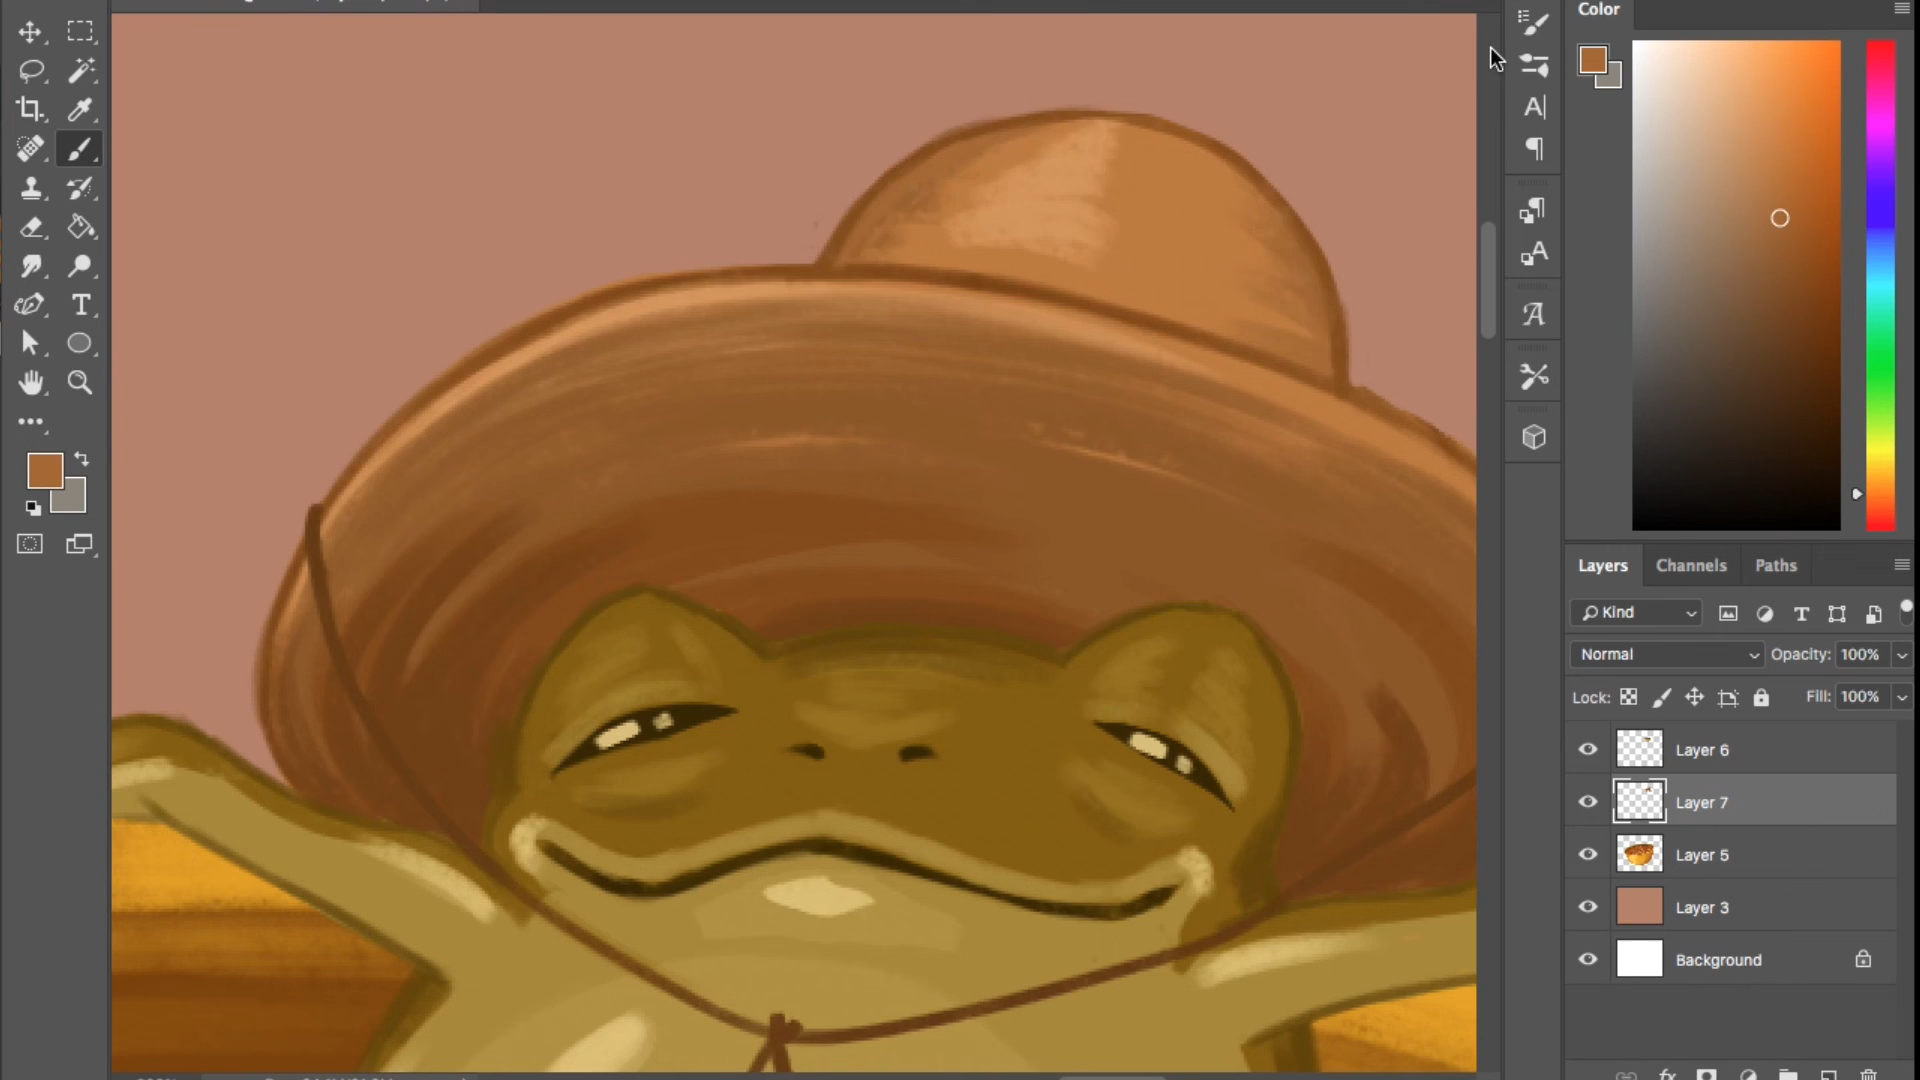 Color
Layers Channels Paths
Kind
Normal Opacity: 100%
Lock: Fill: 100%
Layer 6
Layer 7
Layer 5
Layer 3
Background